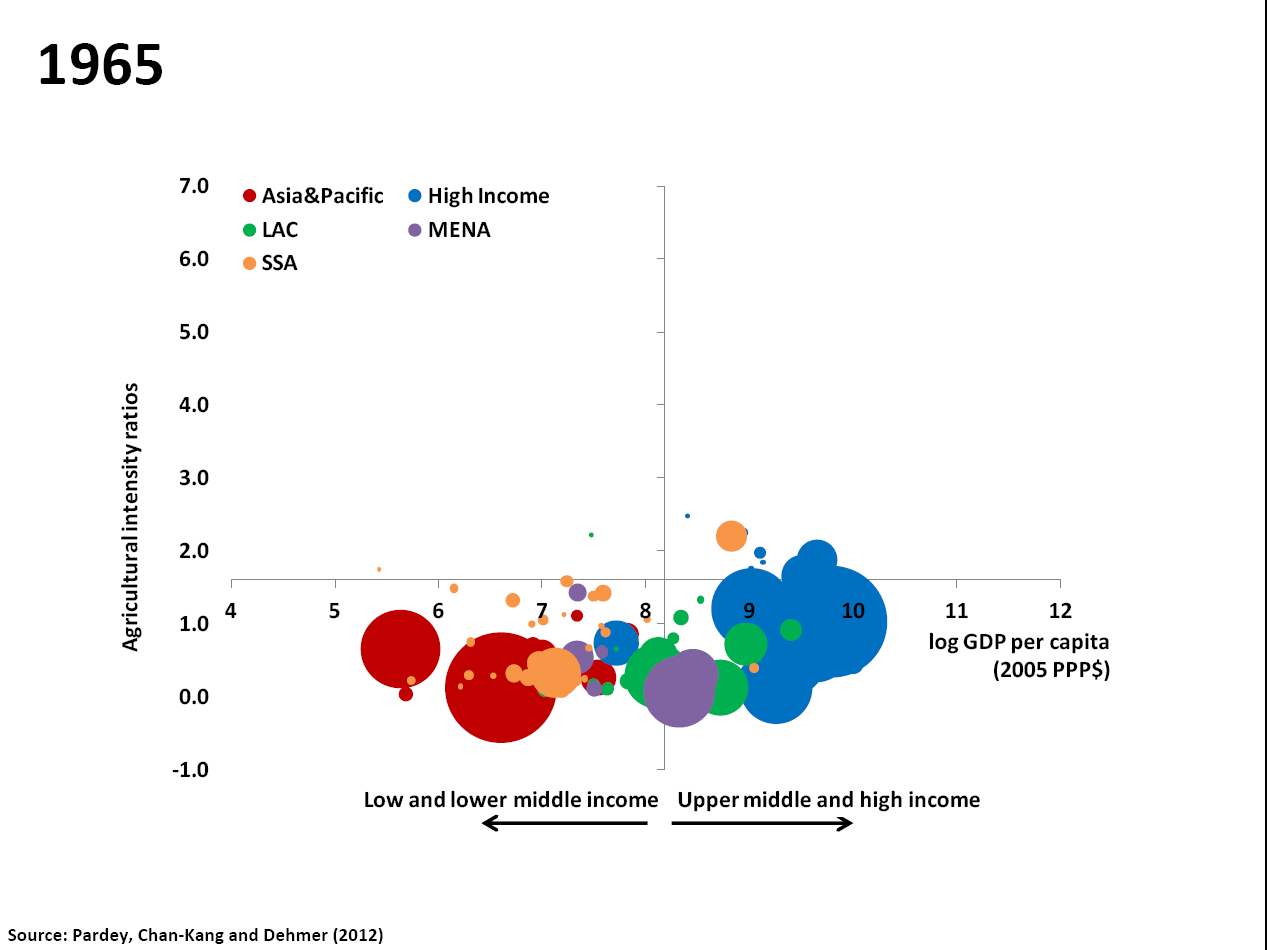 1965
7.0
Asia&Pacific
High Income
LAC
MENA
6.0
SSA
5.0
4.0
3.0
2.0
1.0
0.0
-1.0
Agricultural intensity ratios
4 5 6 7 8 9 10 11 12
log GDP per capita
(2005 PPP$)
Low and lower middle income
Upper middle and high income
Source: Pardey, Chan-Kang and Dehmer (2012)